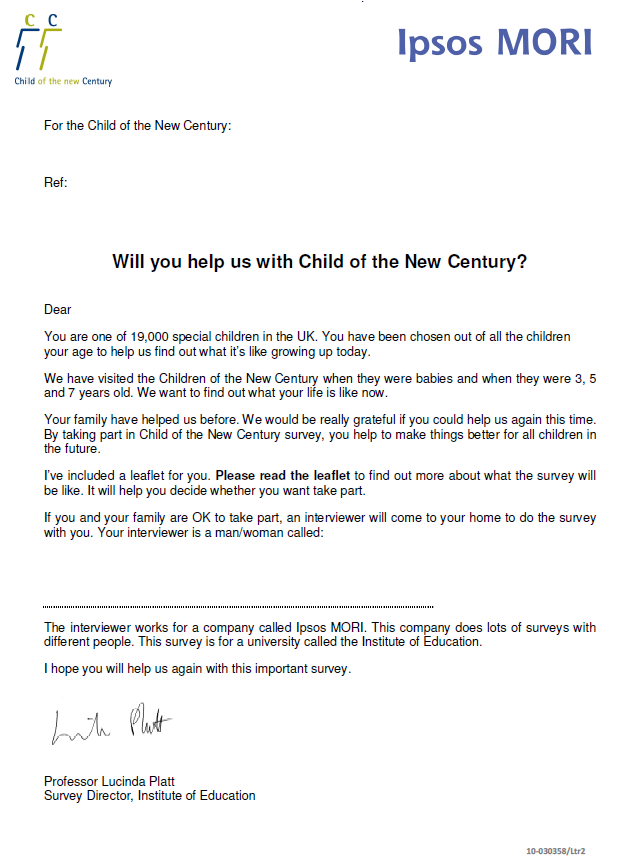 C C
Child of the new Century
Ipsos MORI
For the Child of the New Century:
Ref:
Will you help us with Child of the New Century?
Dear
You are one of 19,000 special children in the UK. You have been chosen out of all the children
your age to help us find out what it's like growing up today.
We have visited the Children of the New Century when they were babies and when they were 3, 5
and 7 years old. We want to find out what your life is like now.
Your family have helped us before. We would be really grateful if you could help us again this time.
By taking part in Child of the New Century survey, you help to make things better for all children in
the future.
I've included a leaflet for you. Please read the leaflet to find out more about what the survey will
be like. It will help you decide whether you want take part.
If you and your family are OK to take part, an interviewer will come to your home to do the survey
with you. Your interviewer is a man/woman called:
The interviewer works for a company called Ipsos MORI. This company does lots of surveys with
different people. This survey is for a university called the Institute of Education.
I hope you will help us again with this important survey.
Professor Lucinda Platt
Survey Director, Institute of Education
10-030358/Ltr2